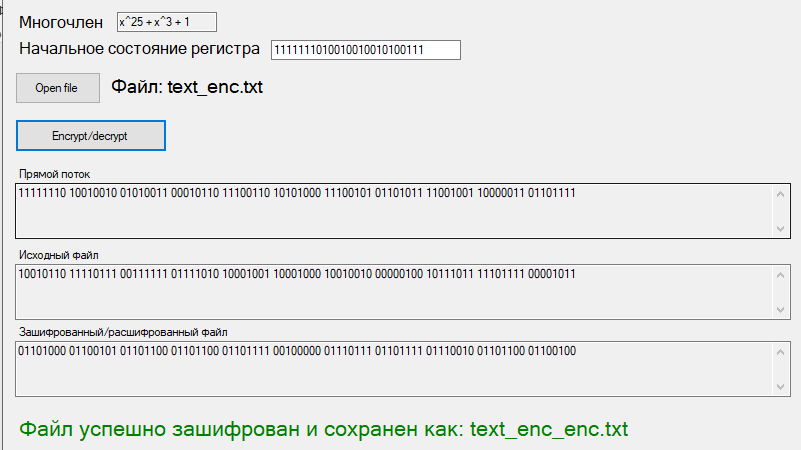 Многочлен x^25 + x^3 + 1
Начальное состояние регистра 1111111010010010010100111
Open file Файл: text_enc.txt
Encrypt/decrypt
Прямой поток
11111110 10010010 01010011 00010110 11100110 10101000 11100101 01101011 11001001 10000011 01101111
Исходный файл
10010110 11110111 00111111 01111010 10001001 10001000 10010010 00000100 10111011 11101111 00001011
Зашифрованный/расшифрованный файл
01101000 01100101 01101100 01101100 01101111 00100000 01110111 01101111 01110010 01101100 01100100
Файл успешно зашифрован и сохранен как: text_enc_enc.txt